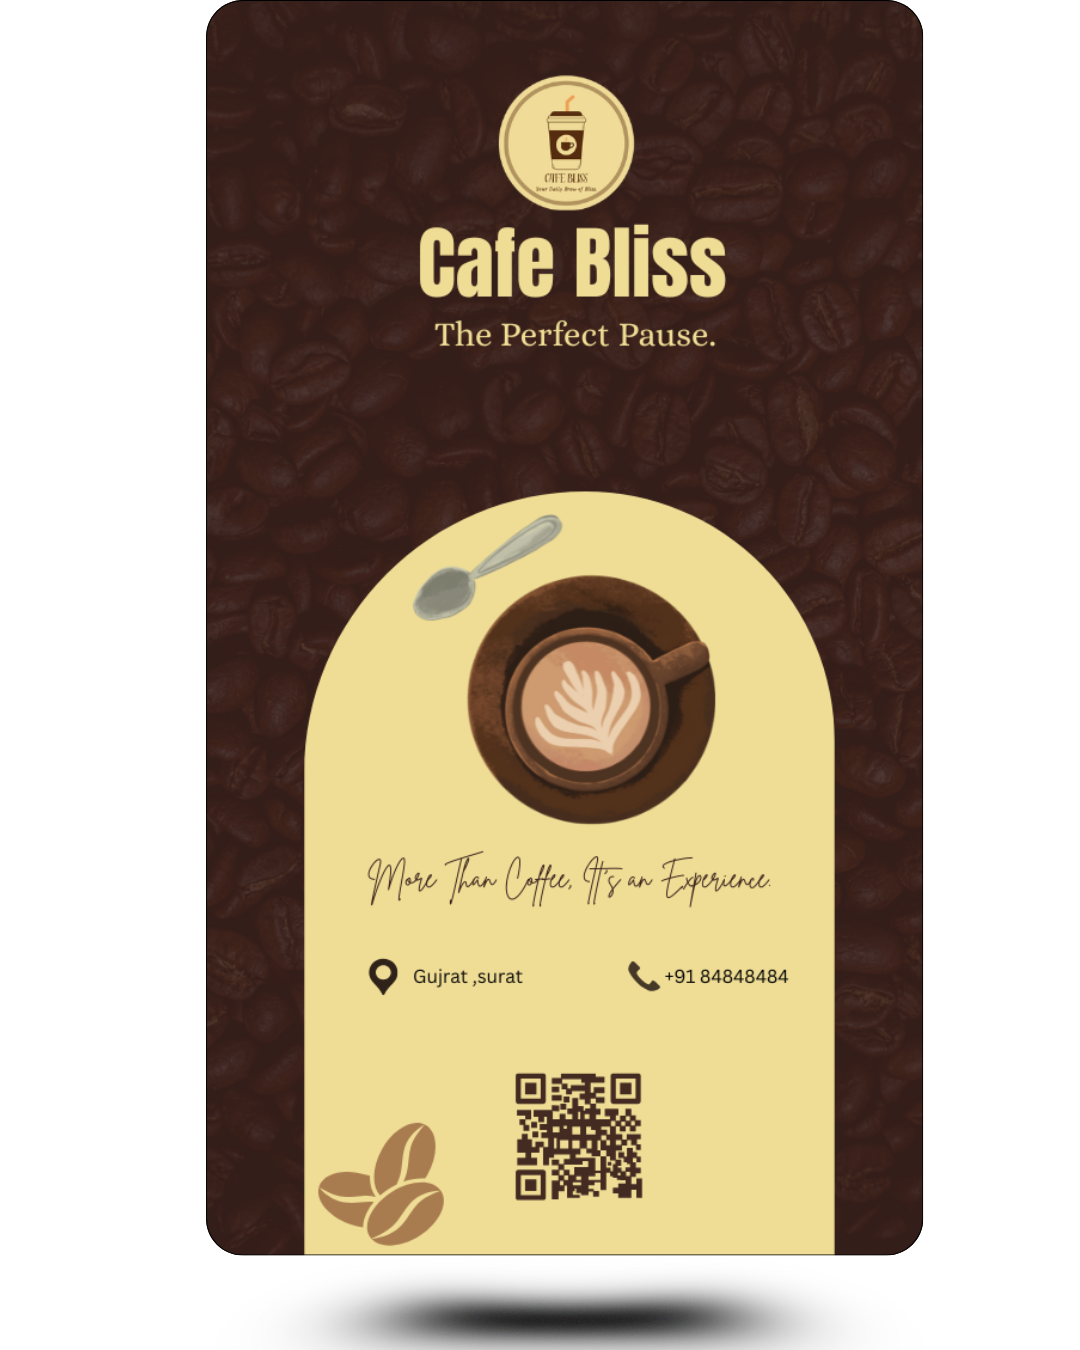 CAFE BLISS
Your Daily Brew of Bliss
Cafe Bliss
The Perfect Pause.
More Than Coffee, It's an Experience.
Gujrat ,surat
+91 84848484